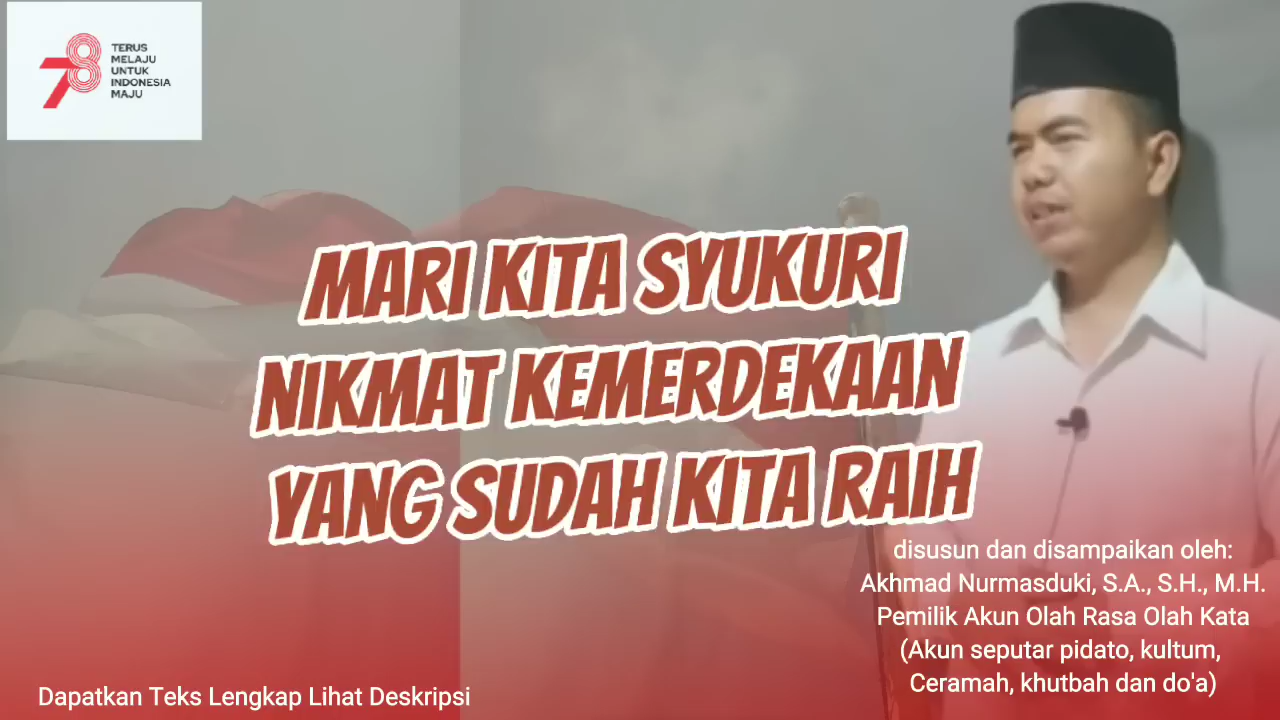 78
TERUS
MELAJU
UNTUK
INDONESIA
MAJU
MARI KITA SYUKURI
NIKMAT KEMERDEKAAN
YANG SUDAH KITA RAIH
disusun dan disampaikan oleh:
Akhmad Nurmasduki, S.A., S.H., M.H.
Pemilik Akun Olah Rasa Olah Kata
(Akun seputar pidato, kultum,
Ceramah, khutbah dan do'a)
Dapatkan Teks Lengkap Lihat Deskripsi